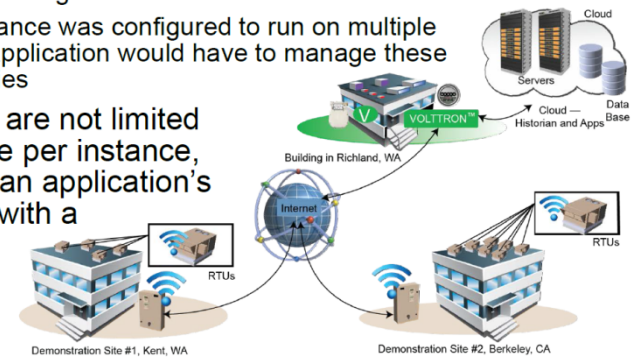 ance was configured to run on multiple
application would have to manage these
es
are not limited
e per instance,
an application's
with a
Cloud
Servers
Data
Base
Cloud —
Historian and Apps
V
VOLTTRON™
Building in Richland, WA
Internet
RTUs
RTUs
Demonstration Site #1, Kent, WA
Demonstration Site #2, Berkeley, CA